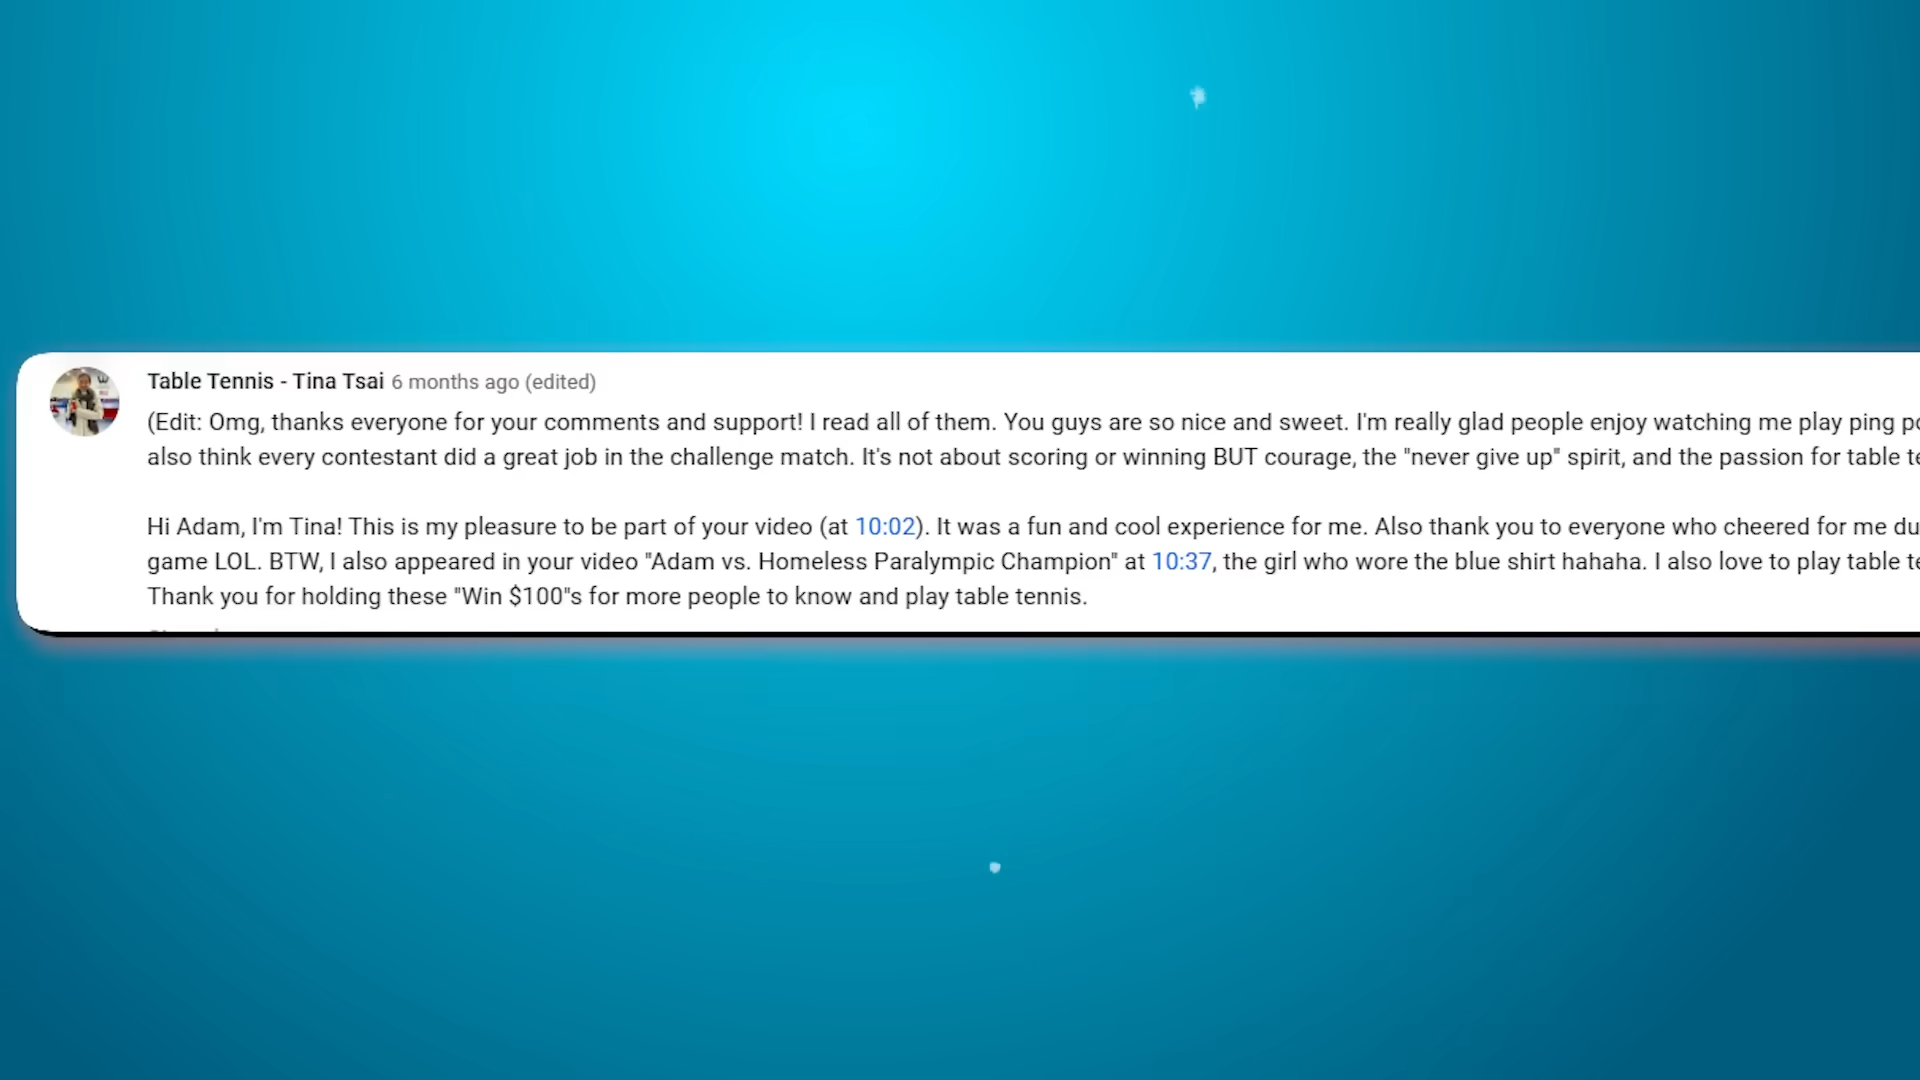 Table Tennis - Tina Tsai 6 months ago (edited)
(Edit: Omg, thanks everyone for your comments and support! I read all of them. You guys are so nice and sweet. I'm really glad people enjoy watching me play ping
also think every contestant did a great job in the challenge match. It's not about scoring or winning BUT courage, the "never give up" spirit, and the passion for table
Hi Adam, I'm Tina! This is my pleasure to be part of your video (at 10:02). It was a fun and cool experience for me. Also thank you to everyone who cheered for me
game LOL. BTW, I also appeared in your video "Adam vs. Homeless Paralympic Champion" at 10:37, the girl who wore the blue shirt hahaha. I also love to play table
Thank you for holding these "Win $100"s for more people to know and play table tennis.